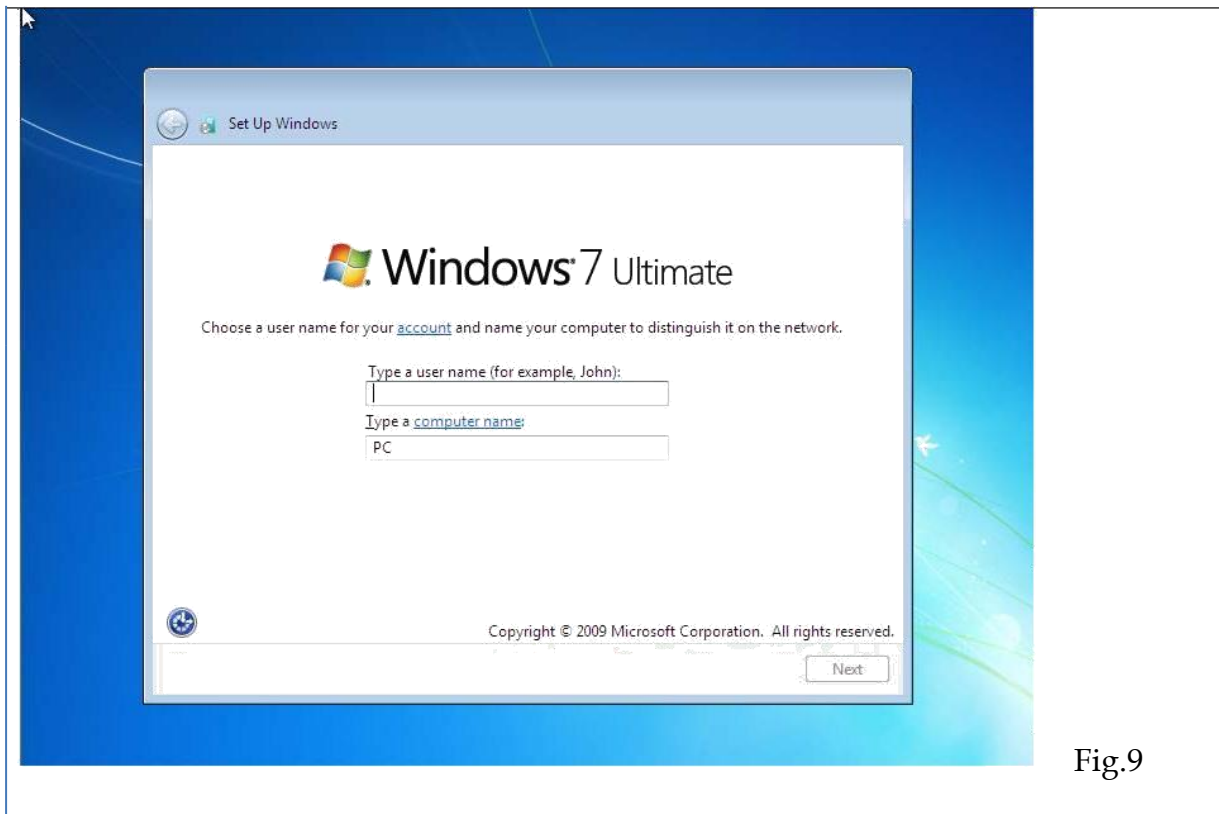 Set Up Windows
Windows 7 Ultimate
Choose a user name for your account and name your computer to distinguish it on the network.
Type a user name (for example, John):
Type a computer name:
PC
Copyright © 2009 Microsoft Corporation. All rights reserved.
Next
Fig.9